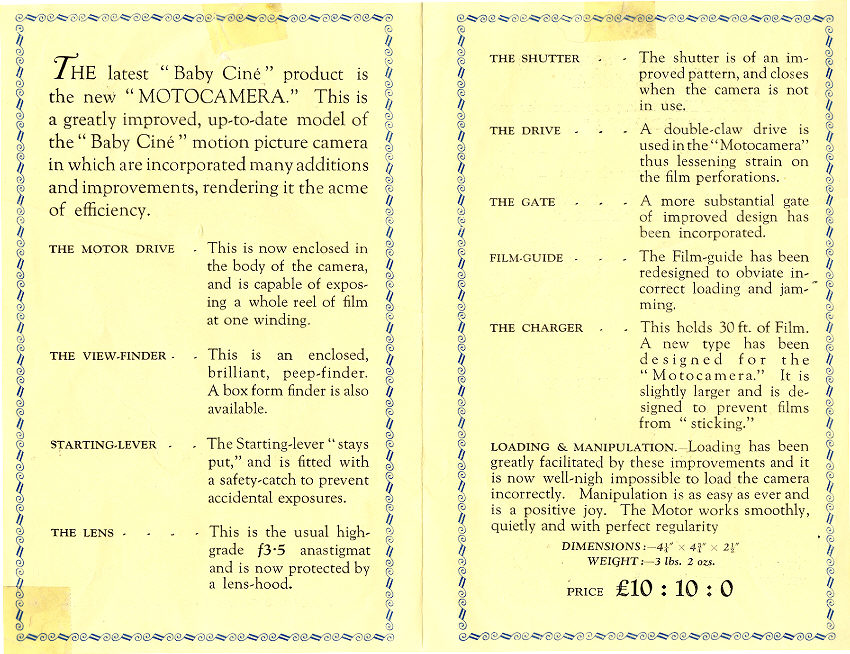 THE latest “Baby Ciné” product is
the new “MOTOCAMERA.” This is
a greatly improved, up-to-date model of
the “Baby Ciné” motion picture camera
in which are incorporated many additions
and improvements, rendering it the acme
of efficiency.
THE MOTOR DRIVE - This is now enclosed in
the body of the camera,
and is capable of expos-
ing a whole reel of film
at one winding.
THE VIEW-FINDER - - This is an enclosed,
brilliant, peep-finder.
A box form finder is also
available.
STARTING-LEVER - - The Starting-lever “stays
put,” and is fitted with
a safety-catch to prevent
accidental exposures.
THE LENS - - - - This is the usual high-
grade f3·5 anastigmat
and is now protected by
a lens-hood.
THE SHUTTER - - The shutter is of an im-
proved pattern, and closes
when the camera is not
in use.
THE DRIVE - - - A double-claw drive is
used in the “Motocamera”
thus lessening strain on
the film perforations.
THE GATE - - - A more substantial gate
of improved design has
been incorporated.
FILM-GUIDE - - - The Film-guide has been
redesigned to obviate in-
correct loading and jam-
ming.
THE CHARGER - - This holds 30 ft. of Film.
A new type has been
designed for the
“Motocamera.” It is
slightly larger and is de-
signed to prevent films
from “sticking.”
LOADING & MANIPULATION.—Loading has been
greatly facilitated by these improvements and it
is now well-nigh impossible to load the camera
incorrectly. Manipulation is as easy as ever and
is a positive joy. The Motor works smoothly,
quietly and with perfect regularity
DIMENSIONS:—4¼″ × 4¾″ × 2½″
WEIGHT:—3 lbs. 2 ozs.
PRICE £10 : 10 : 0